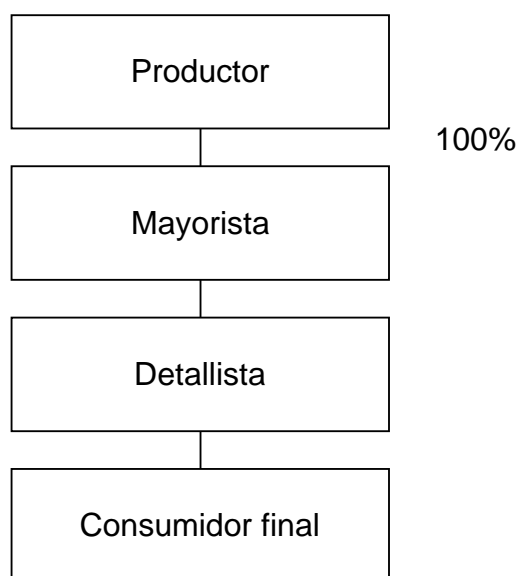 Productor
100%
Mayorista
Detallista
Consumidor final